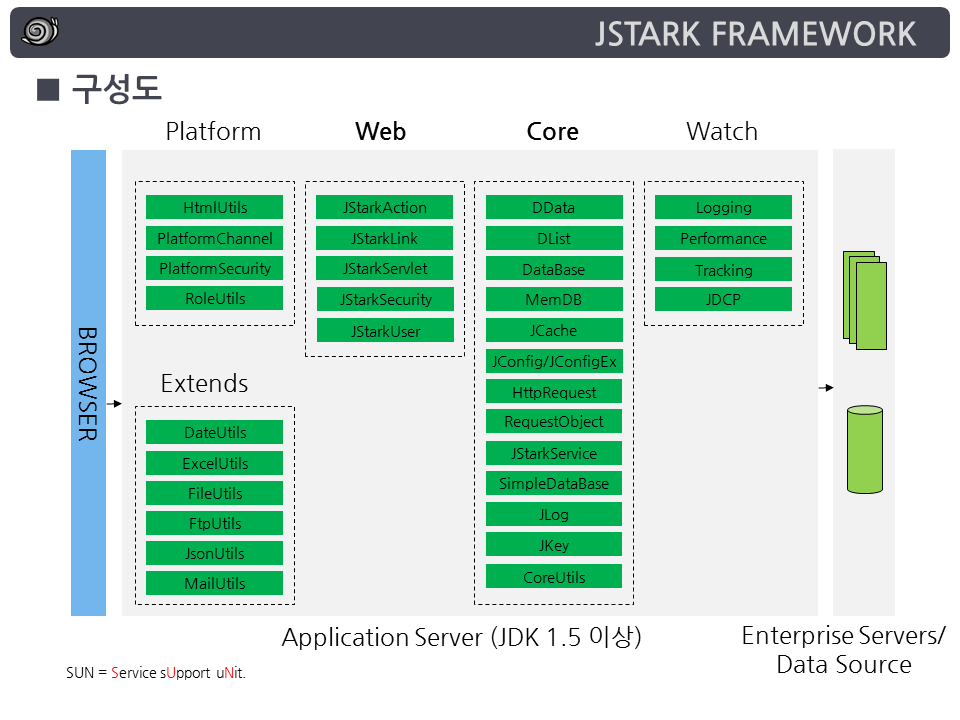 JSTARK FRAMEWORK
■ 구성도
Platform
Web
Core
Watch
BROWSER
HtmlUtils
PlatformChannel
PlatformSecurity
RoleUtils
Extends
DateUtils
ExcelUtils
FileUtils
FtpUtils
JsonUtils
MailUtils
JStarkAction
JStarkLink
JStarkServlet
JStarkSecurity
JStarkUser
DData
DList
DataBase
MemDB
JCache
JConfig/JConfigEx
HttpRequest
RequestObject
JStarkService
SimpleDataBase
JLog
JKey
CoreUtils
Logging
Performance
Tracking
JDCP
Application Server (JDK 1.5 이상)
Enterprise Servers/
Data Source
SUN = Service sUpport uNit.